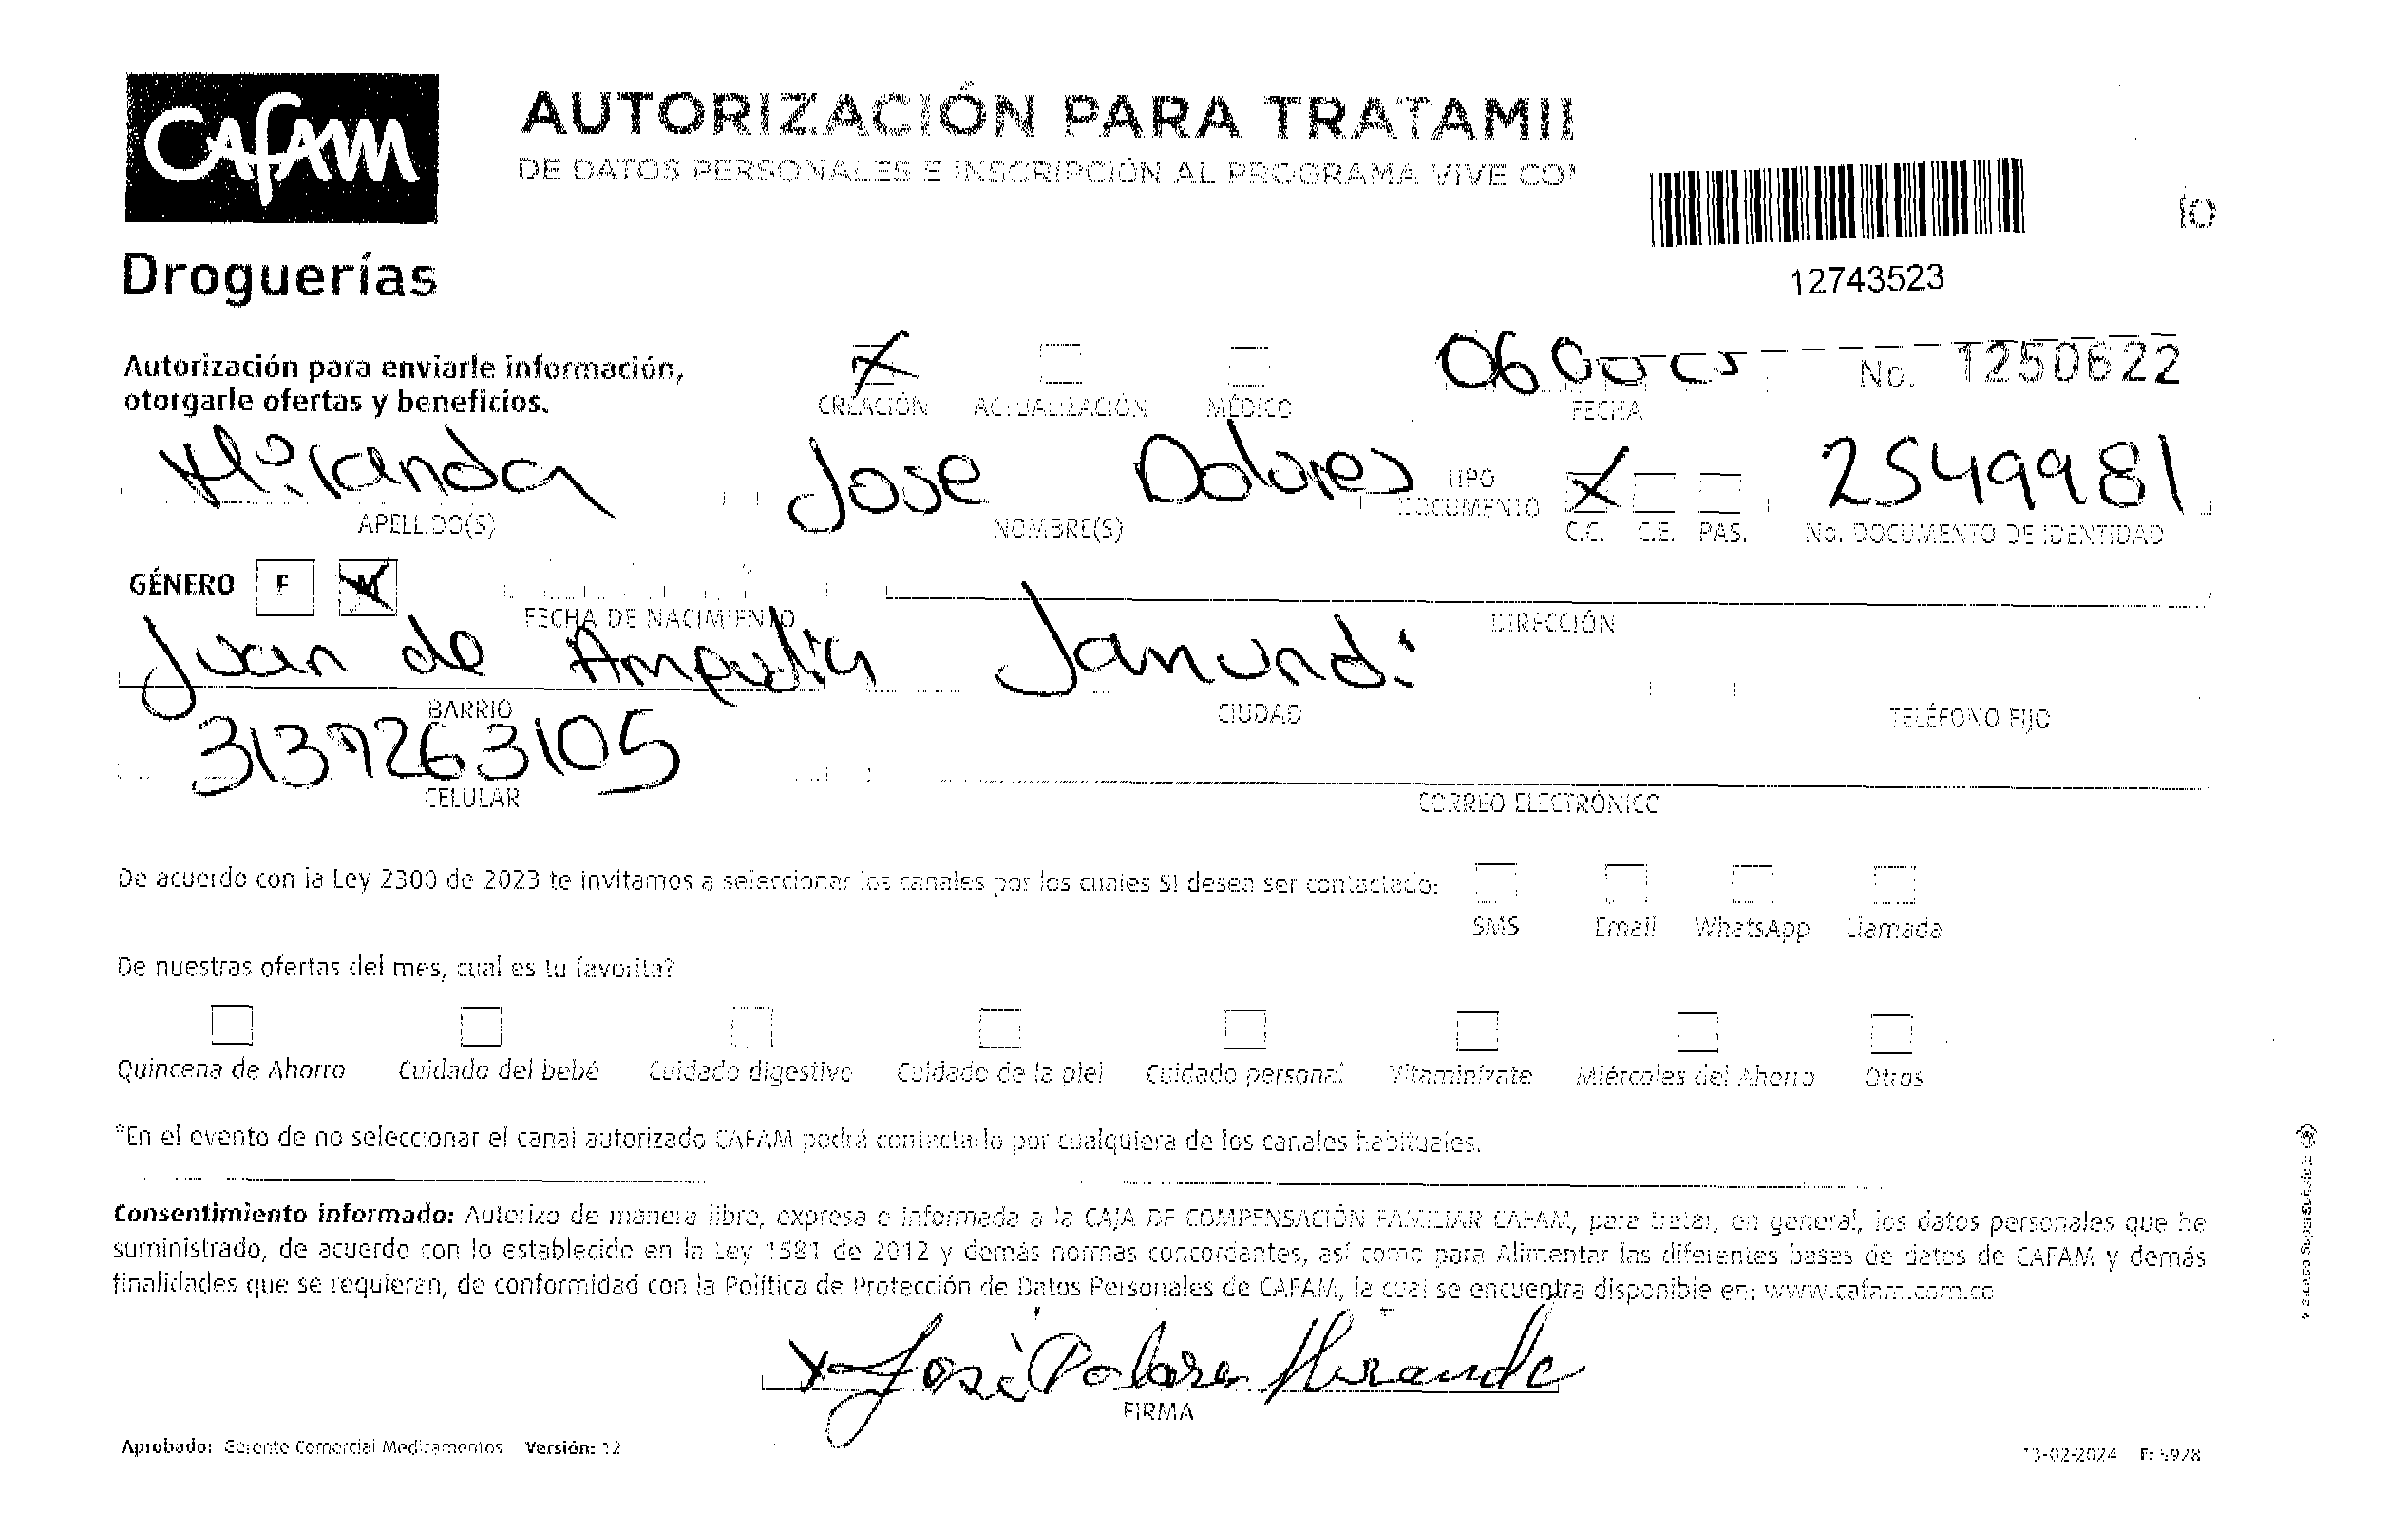 Cafam
AUTORIZACIÓN PARA TRATAMI
DE DATOS PERSONALES E INSCRIPCIÓN AL PROGRAMA VIVE CO
Droguerías
12743523
Autorización para enviarle información,
otorgarle ofertas y beneficios.
CREACIÓN ACTUALIZACIÓN MÉDICO
FECHA
No. 1250622
Miranda Jose Dolores 2549981
APELLIDO(S) NOMBRE(S) TIPO DOCUMENTO C.C. C.E. PAS. No. DOCUMENTO DE IDENTIDAD
GÉNERO F M
FECHA DE NACIMIENTO DIRECCIÓN
Juan de Ampudia Jamundi
BARRIO CIUDAD TELÉFONO FIJO
3139263105
CELULAR CORREO ELECTRÓNICO
De acuerdo con la Ley 2300 de 2023 te invitamos a seleccionar los canales por los cuales SI desea ser contactado:
SMS Email WhatsApp Llamada
De nuestras ofertas del mes, cual es tu favorita?
Quincena de Ahorro Cuidado del bebé Cuidado digestivo Cuidado de la piel Cuidado personal Vitaminízate Miércoles del Ahorro Otros
*En el evento de no seleccionar el canal autorizado CAFAM podrá contactarlo por cualquiera de los canales habituales.
Consentimiento informado: Autorizo de manera libre, expresa e informada a la CAJA DE COMPENSACIÓN FAMILIAR CAFAM, para tratar, en general, los datos personales que he
suministrado, de acuerdo con lo establecido en la Ley 1581 de 2012 y demás normas concordantes, así como para Alimentar las diferentes bases de datos de CAFAM y demás
finalidades que se requieran, de conformidad con la Política de Protección de Datos Personales de CAFAM, la cual se encuentra disponible en: www.cafam.com.co
x José Dolores Miranda
FIRMA
Aprobado: Gerente Comercial Medicamentos Versión: 12
13-02-2024